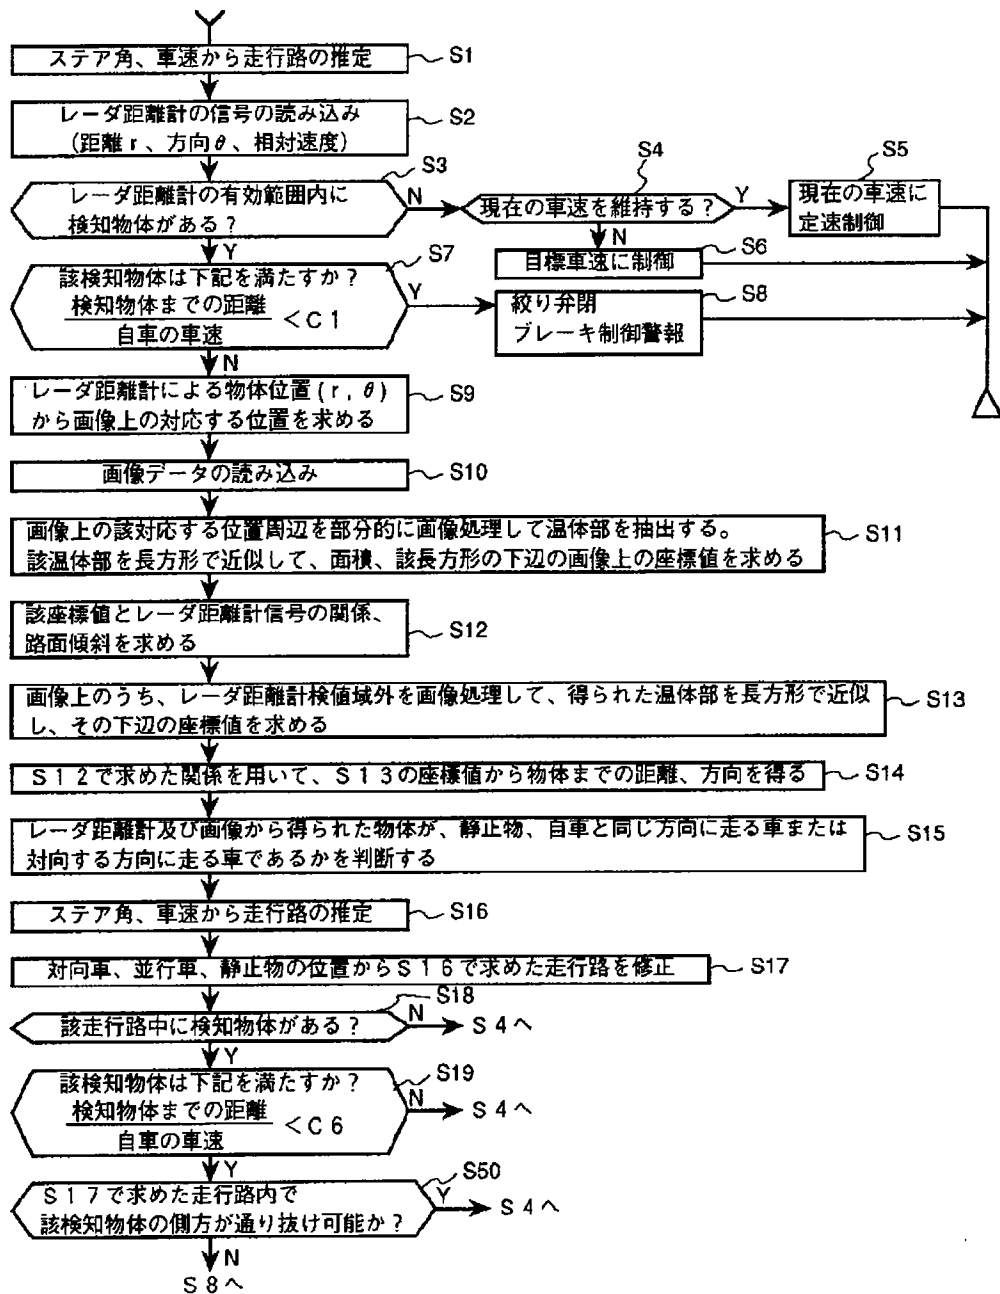 ステア角、車速から走行路の推定
S1
レーダ距離計の信号の読み込み
(距離r、方向θ、相対速度)
S2
レーダ距離計の有効範囲内に
検知物体がある？
S3
N
Y
現在の車速を維持する？
S4
Y
N
現在の車速に
定速制御
S5
目標車速に制御
S6
該検知物体は下記を満たすか？
検知物体までの距離
自車の車速
<C1
S7
Y
N
絞り弁閉
ブレーキ制御警報
S8
レーダ距離計による物体位置(r,θ)
から画像上の対応する位置を求める
S9
画像データの読み込み
S10
画像上の該対応する位置周辺を部分的に画像処理して温体部を抽出する。
該温体部を長方形で近似して、面積、該長方形の下辺の画像上の座標値を求める
S11
該座標値とレーダ距離計信号の関係、
路面傾斜を求める
S12
画像上のうち、レーダ距離計検値域外を画像処理して、得られた温体部を長方形で近似
し、その下辺の座標値を求める
S13
S12で求めた関係を用いて、S13の座標値から物体までの距離、方向を得る
S14
レーダ距離計及び画像から得られた物体が、静止物、自車と同じ方向に走る車または
対向する方向に走る車であるかを判断する
S15
ステア角、車速から走行路の推定
S16
対向車、並行車、静止物の位置からS16で求めた走行路を修正
S17
該走行路中に検知物体がある？
S18
N
S4へ
Y
該検知物体は下記を満たすか？
検知物体までの距離
自車の車速
<C6
S19
N
S4へ
Y
S17で求めた走行路内で
該検知物体の側方が通り抜け可能か？
S50
Y
S4へ
N
S8へ